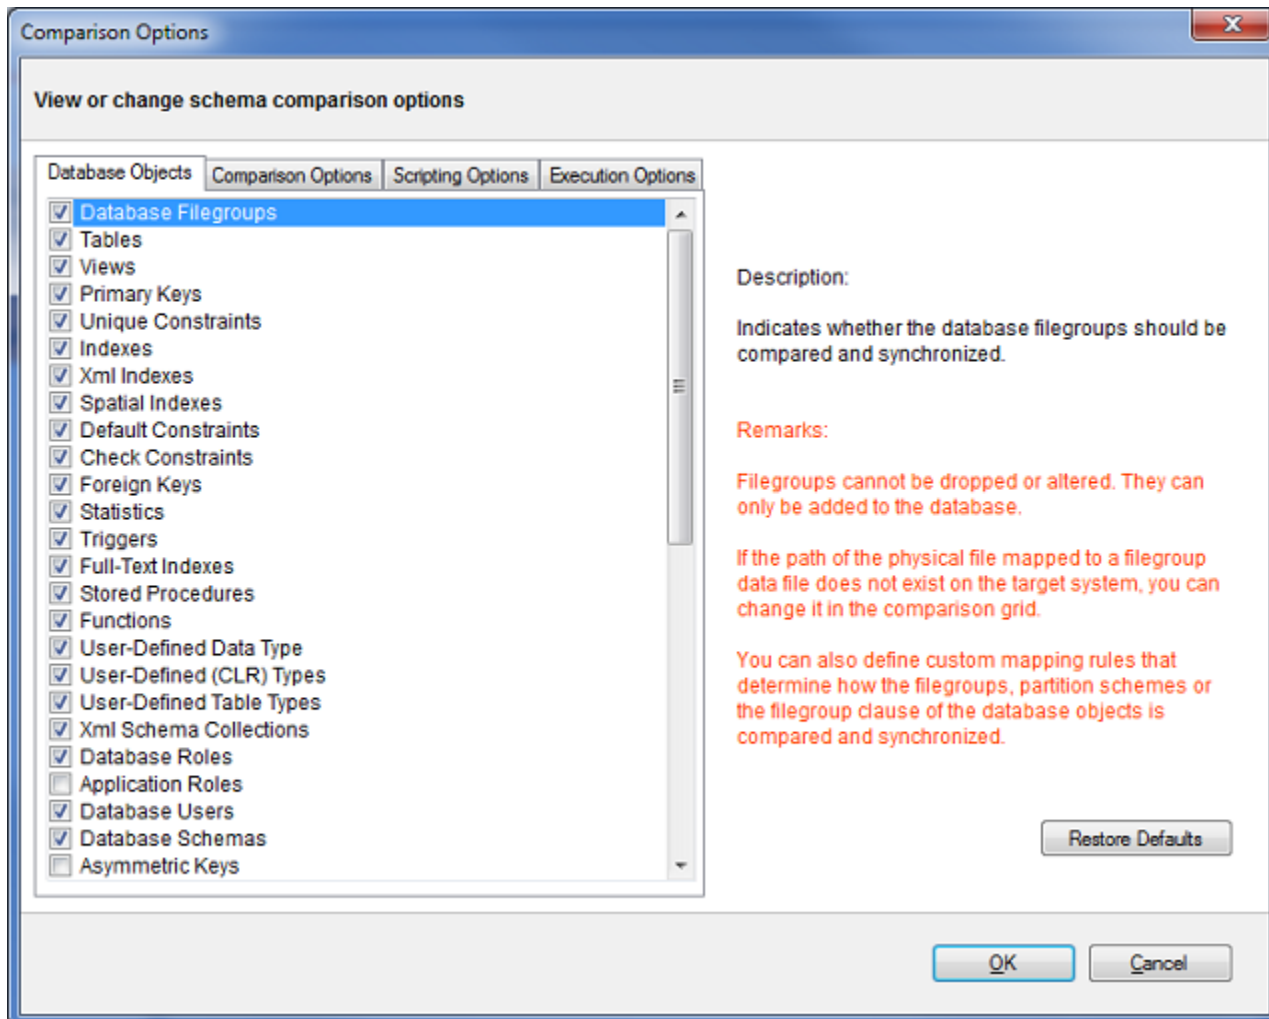 Comparison Options
View or change schema comparison options
Database Objects
Comparison Options
Scripting Options
Execution Options
Database Filegroups
Tables
Views
Primary Keys
Unique Constraints
Indexes
Xml Indexes
Spatial Indexes
Default Constraints
Check Constraints
Foreign Keys
Statistics
Triggers
Full-Text Indexes
Stored Procedures
Functions
User-Defined Data Type
User-Defined (CLR) Types
User-Defined Table Types
Xml Schema Collections
Database Roles
Application Roles
Database Users
Database Schemas
Asymmetric Keys
Description:
Indicates whether the database filegroups should be
compared and synchronized.
Remarks:
Filegroups cannot be dropped or altered. They can
only be added to the database.
If the path of the physical file mapped to a filegroup
data file does not exist on the target system, you can
change it in the comparison grid.
You can also define custom mapping rules that
determine how the filegroups, partition schemes or
the filegroup clause of the database objects is
compared and synchronized.
Restore Defaults
OK
Cancel